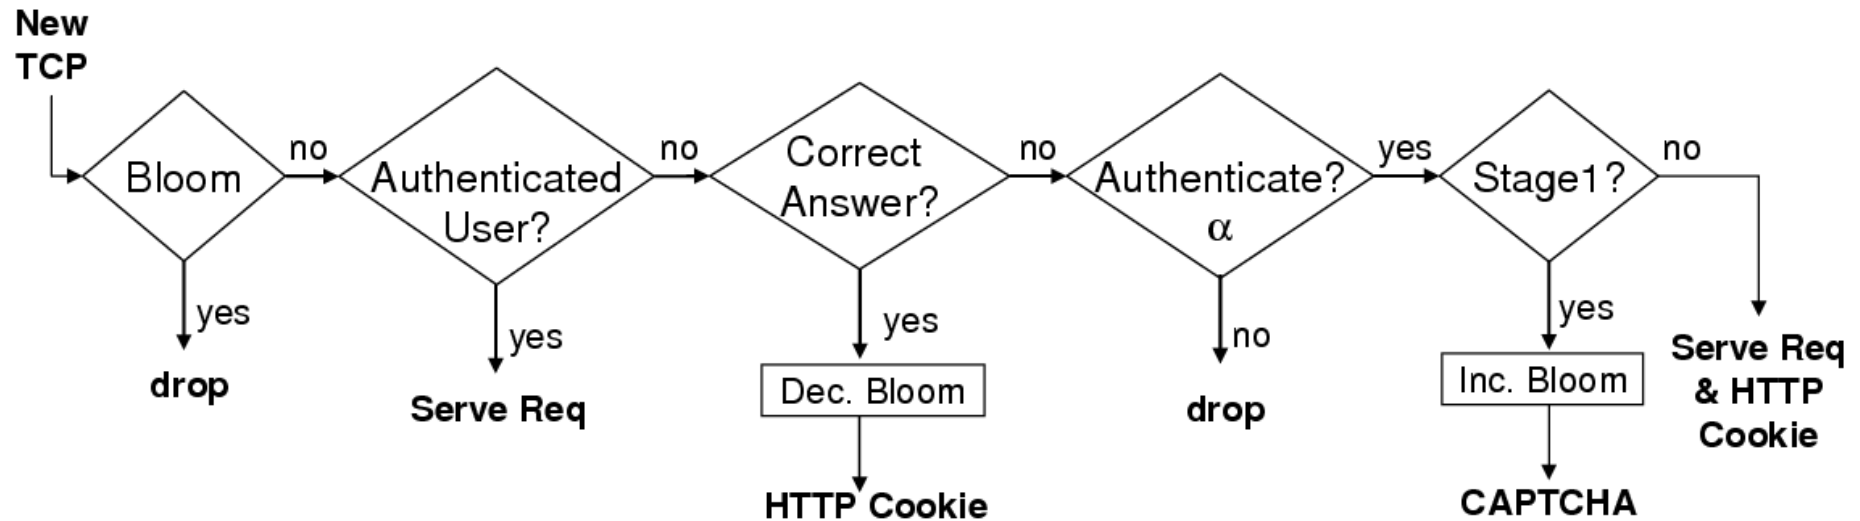 New
TCP
Bloom
no
Authenticated
User?
no
Correct
Answer?
no
Authenticate?
α
yes
Stage1?
no
yes
drop
yes
Serve Req
yes
Dec. Bloom
HTTP Cookie
no
drop
yes
Inc. Bloom
CAPTCHA
Serve Req
& HTTP
Cookie